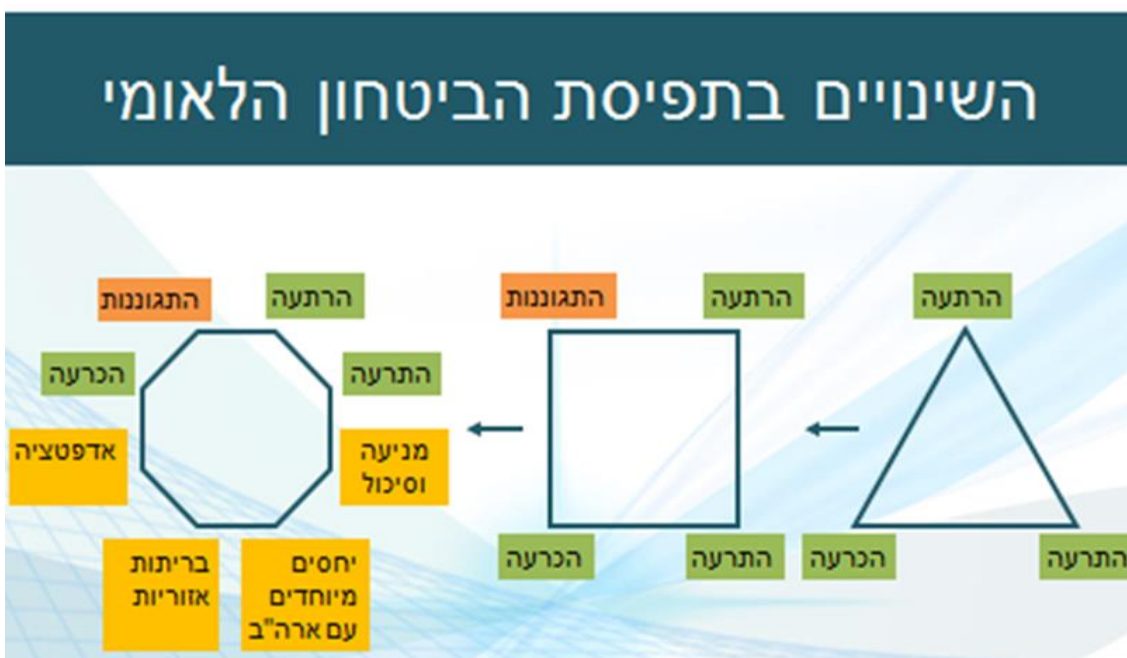 השינויים בתפיסת הביטחון הלאומי
הרתעה
התרעה
הכרעה
הרתעה
התגוננות
התרעה
הכרעה
הרתעה
התגוננות
התרעה
הכרעה
מניעה
וסיכול
אדפטציה
יחסים
מיוחדים
עם ארה"ב
בריתות
אזוריות